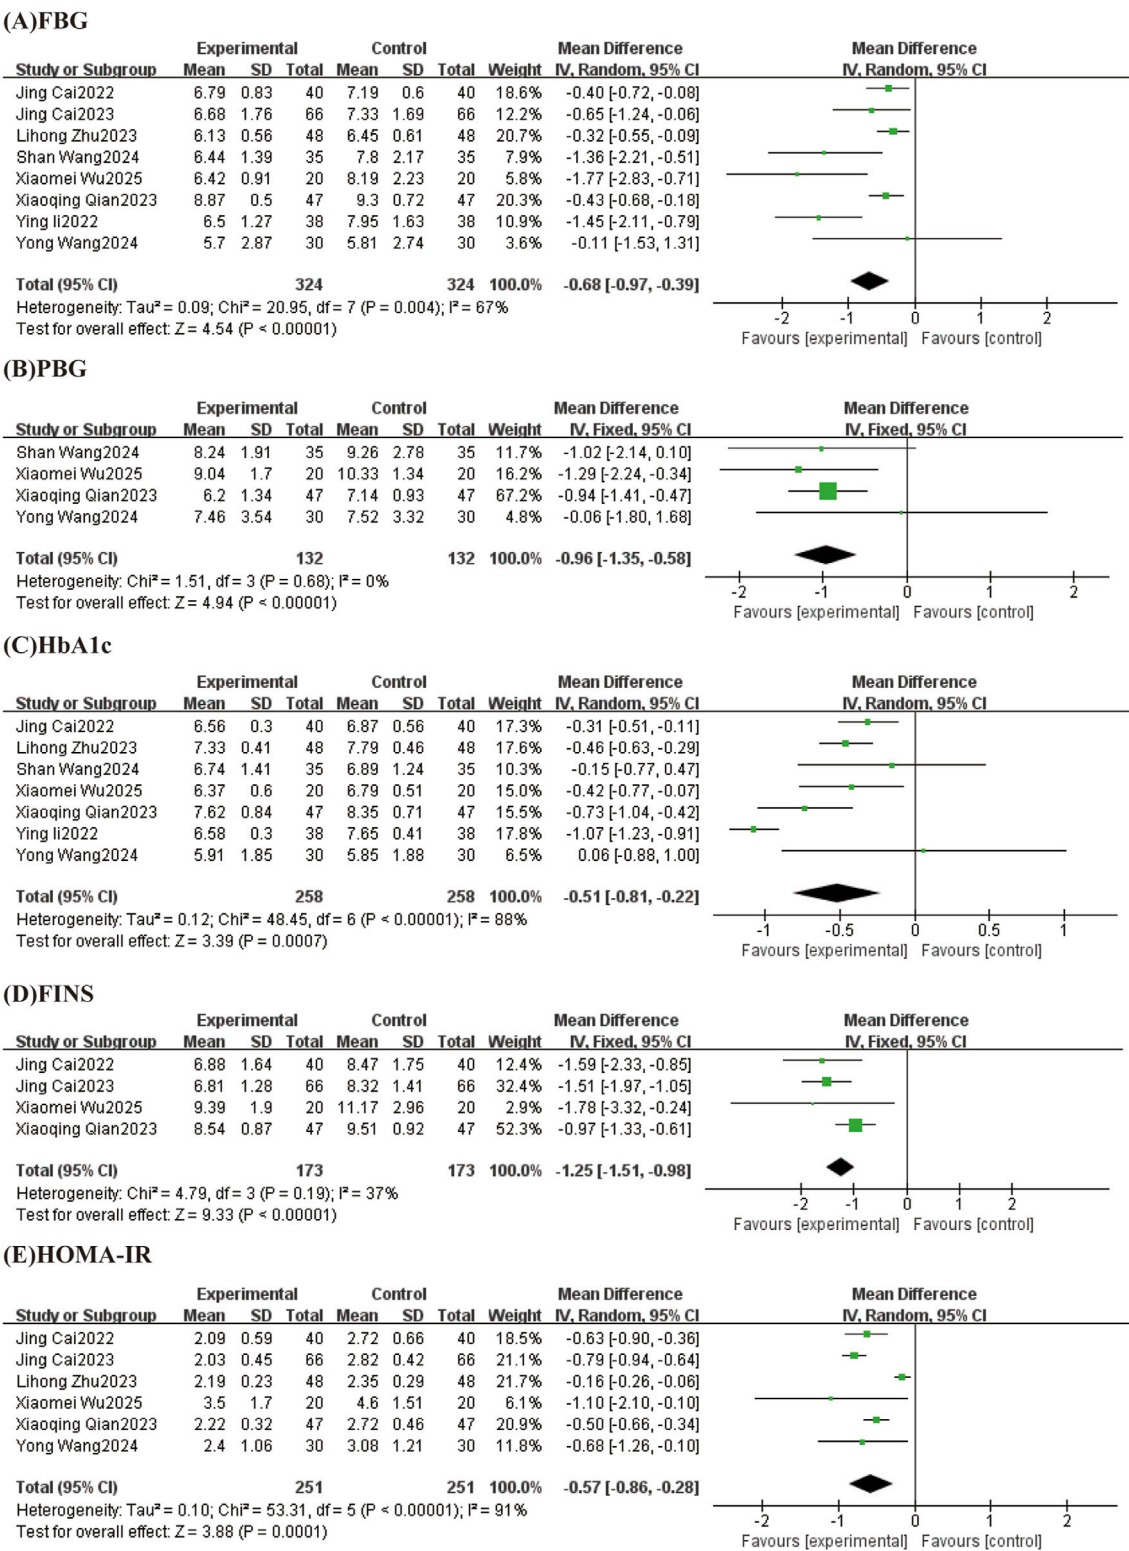 (A)FBG
Experimental Control Mean Difference Mean Difference
Study or Subgroup Mean SD Total Mean SD Total Weight IV, Random, 95% CI IV, Random, 95% CI
Jing Cai2022 6.79 0.83 40 7.19 0.6 40 18.6% -0.40 [-0.72, -0.08]
Jing Cai2023 6.68 1.76 66 7.33 1.69 66 12.2% -0.65 [-1.24, -0.06]
Lihong Zhu2023 6.13 0.56 48 6.45 0.61 48 20.7% -0.32 [-0.55, -0.09]
Shan Wang2024 6.44 1.39 35 7.8 2.17 35 7.9% -1.36 [-2.21, -0.51]
Xiaomei Wu2025 6.42 0.91 20 8.19 2.23 20 5.8% -1.77 [-2.83, -0.71]
Xiaoqing Qian2023 8.87 0.5 47 9.3 0.72 47 20.3% -0.43 [-0.68, -0.18]
Ying li2022 6.5 1.27 38 7.95 1.63 38 10.9% -1.45 [-2.11, -0.79]
Yong Wang2024 5.7 2.87 30 5.81 2.74 30 3.6% -0.11 [-1.53, 1.31]
Total (95% CI) 324 324 100.0% -0.68 [-0.97, -0.39]
Heterogeneity: Tau² = 0.09; Chi² = 20.95, df = 7 (P = 0.004); I² = 67%
Test for overall effect: Z = 4.54 (P < 0.00001)
-2 -1 0 1 2
Favours [experimental] Favours [control]
(B)PBG
Experimental Control Mean Difference Mean Difference
Study or Subgroup Mean SD Total Mean SD Total Weight IV, Fixed, 95% CI IV, Fixed, 95% CI
Shan Wang2024 8.24 1.91 35 9.26 2.78 35 11.7% -1.02 [-2.14, 0.10]
Xiaomei Wu2025 9.04 1.7 20 10.33 1.34 20 16.2% -1.29 [-2.24, -0.34]
Xiaoqing Qian2023 6.2 1.34 47 7.14 0.93 47 67.2% -0.94 [-1.41, -0.47]
Yong Wang2024 7.46 3.54 30 7.52 3.32 30 4.8% -0.06 [-1.80, 1.68]
Total (95% CI) 132 132 100.0% -0.96 [-1.35, -0.58]
Heterogeneity: Chi² = 1.51, df = 3 (P = 0.68); I² = 0%
Test for overall effect: Z = 4.94 (P < 0.00001)
-2 -1 0 1 2
Favours [experimental] Favours [control]
(C)HbA1c
Experimental Control Mean Difference Mean Difference
Study or Subgroup Mean SD Total Mean SD Total Weight IV, Random, 95% CI IV, Random, 95% CI
Jing Cai2022 6.56 0.3 40 6.87 0.56 40 17.3% -0.31 [-0.51, -0.11]
Lihong Zhu2023 7.33 0.41 48 7.79 0.46 48 17.6% -0.46 [-0.63, -0.29]
Shan Wang2024 6.74 1.41 35 6.89 1.24 35 10.3% -0.15 [-0.77, 0.47]
Xiaomei Wu2025 6.37 0.6 20 6.79 0.51 20 15.0% -0.42 [-0.77, -0.07]
Xiaoqing Qian2023 7.62 0.84 47 8.35 0.71 47 15.5% -0.73 [-1.04, -0.42]
Ying li2022 6.58 0.3 38 7.65 0.41 38 17.8% -1.07 [-1.23, -0.91]
Yong Wang2024 5.91 1.85 30 5.85 1.88 30 6.5% 0.06 [-0.88, 1.00]
Total (95% CI) 258 258 100.0% -0.51 [-0.81, -0.22]
Heterogeneity: Tau² = 0.12; Chi² = 48.45, df = 6 (P < 0.00001); I² = 88%
Test for overall effect: Z = 3.39 (P = 0.0007)
-1 -0.5 0 0.5 1
Favours [experimental] Favours [control]
(D)FINS
Experimental Control Mean Difference Mean Difference
Study or Subgroup Mean SD Total Mean SD Total Weight IV, Fixed, 95% CI IV, Fixed, 95% CI
Jing Cai2022 6.88 1.64 40 8.47 1.75 40 12.4% -1.59 [-2.33, -0.85]
Jing Cai2023 6.81 1.28 66 8.32 1.41 66 32.4% -1.51 [-1.97, -1.05]
Xiaomei Wu2025 9.39 1.9 20 11.17 2.96 20 2.9% -1.78 [-3.32, -0.24]
Xiaoqing Qian2023 8.54 0.87 47 9.51 0.92 47 52.3% -0.97 [-1.33, -0.61]
Total (95% CI) 173 173 100.0% -1.25 [-1.51, -0.98]
Heterogeneity: Chi² = 4.79, df = 3 (P = 0.19); I² = 37%
Test for overall effect: Z = 9.33 (P < 0.00001)
-2 -1 0 1 2
Favours [experimental] Favours [control]
(E)HOMA-IR
Experimental Control Mean Difference Mean Difference
Study or Subgroup Mean SD Total Mean SD Total Weight IV, Random, 95% CI IV, Random, 95% CI
Jing Cai2022 2.09 0.59 40 2.72 0.66 40 18.5% -0.63 [-0.90, -0.36]
Jing Cai2023 2.03 0.45 66 2.82 0.42 66 21.1% -0.79 [-0.94, -0.64]
Lihong Zhu2023 2.19 0.23 48 2.35 0.29 48 21.7% -0.16 [-0.26, -0.06]
Xiaomei Wu2025 3.5 1.7 20 4.6 1.51 20 6.1% -1.10 [-2.10, -0.10]
Xiaoqing Qian2023 2.22 0.32 47 2.72 0.46 47 20.9% -0.50 [-0.66, -0.34]
Yong Wang2024 2.4 1.06 30 3.08 1.21 30 11.8% -0.68 [-1.26, -0.10]
Total (95% CI) 251 251 100.0% -0.57 [-0.86, -0.28]
Heterogeneity: Tau² = 0.10; Chi² = 53.31, df = 5 (P < 0.00001); I² = 91%
Test for overall effect: Z = 3.88 (P = 0.0001)
-2 -1 0 1 2
Favours [experimental] Favours [control]